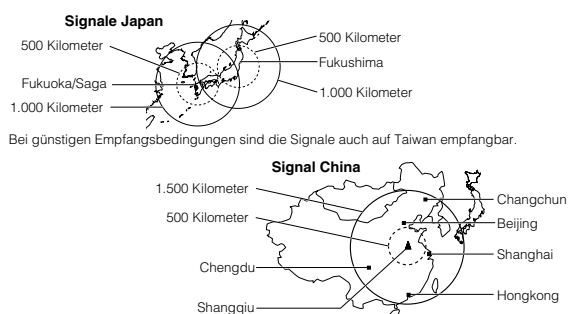 Signale Japan
500 Kilometer
500 Kilometer
Fukushima
Fukuoka/Saga
1.000 Kilometer
1.000 Kilometer
Bei günstigen Empfangsbedingungen sind die Signale auch auf Taiwan empfangbar.
Signal China
1.500 Kilometer
Changchun
500 Kilometer
Beijing
Shanghai
Chengdu
Hongkong
Shangqiu